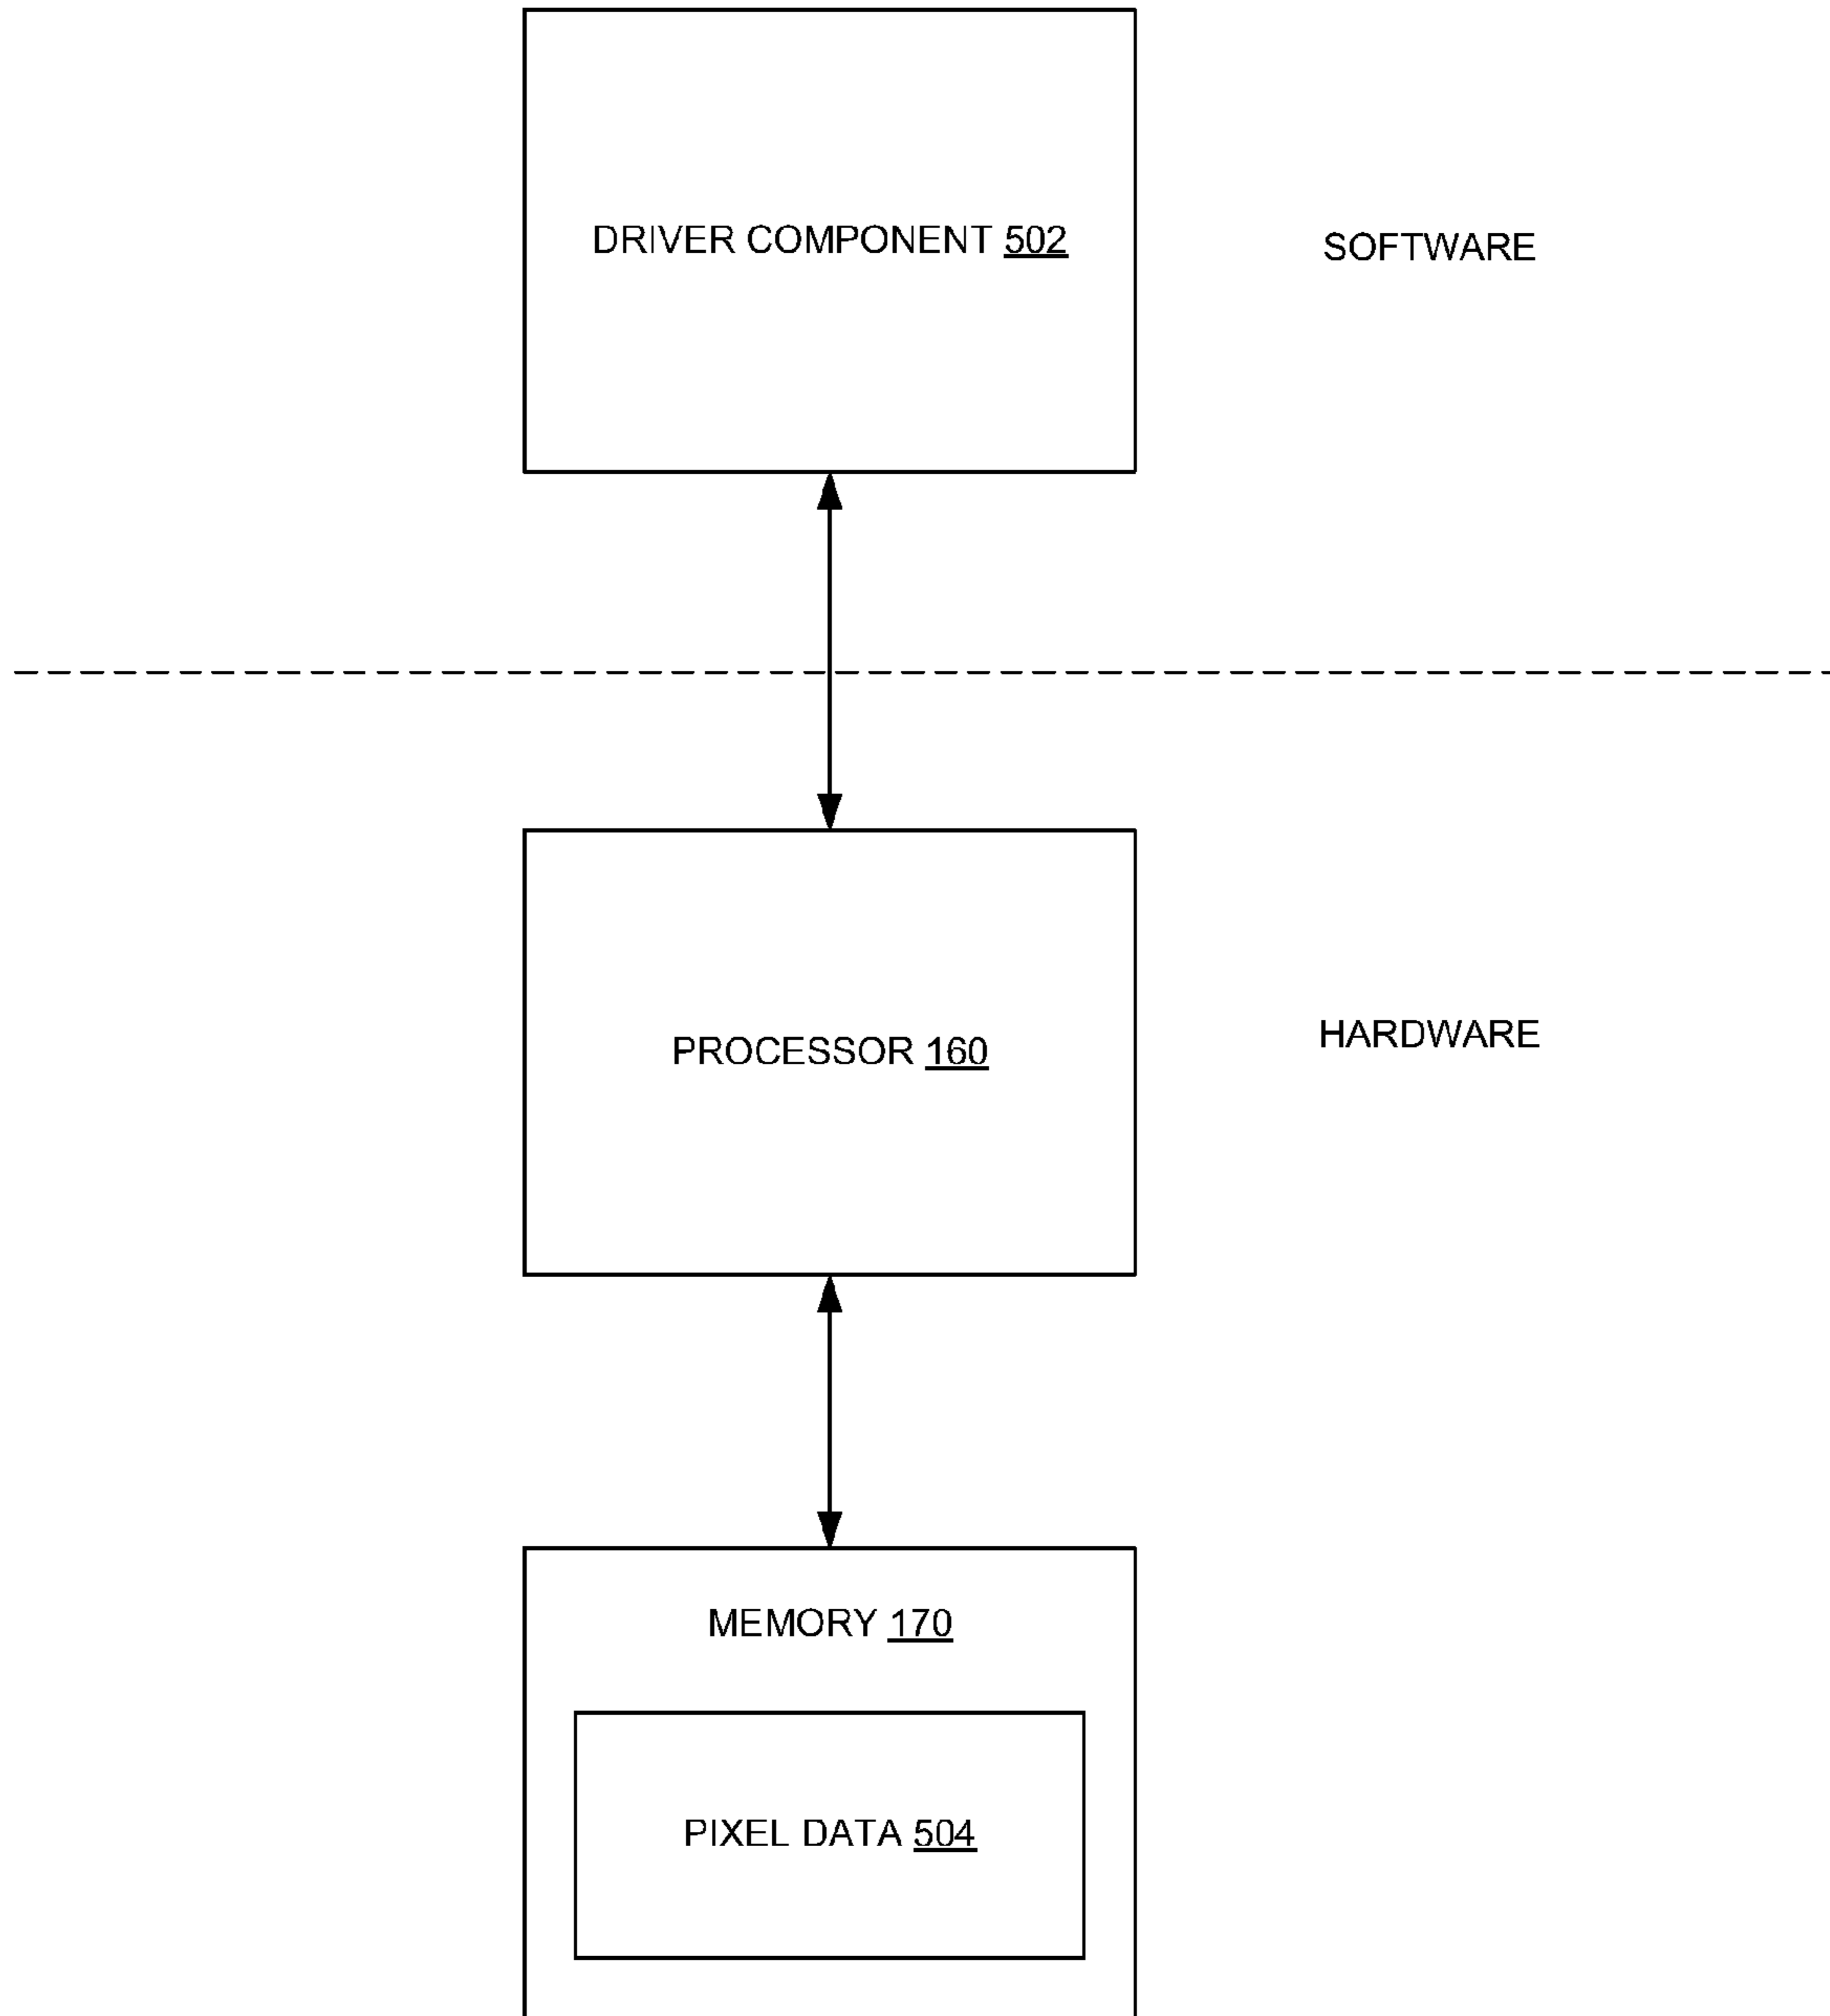 DRIVER COMPONENT 502
SOFTWARE
PROCESSOR 160
HARDWARE
MEMORY 170
PIXEL DATA 504